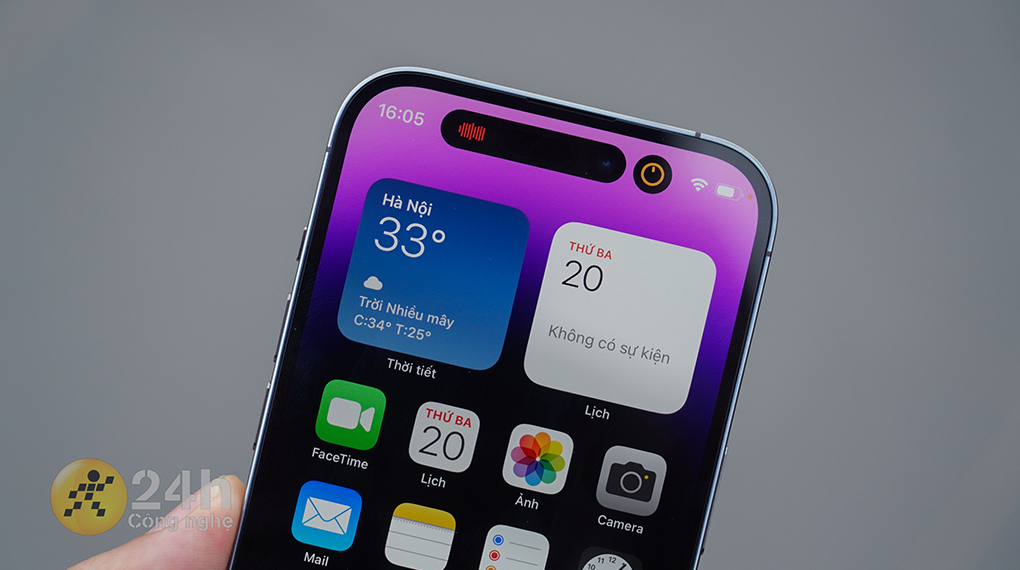 16:05
Hà Nội
33°
Trời Nhiều mây
C:34° T:25°
Thời tiết
THỨ BA
20
Không có sự kiện
Lịch
FaceTime
THỨ BA
20
Lịch
Ảnh
Camera
Mail
24h
Công nghệ